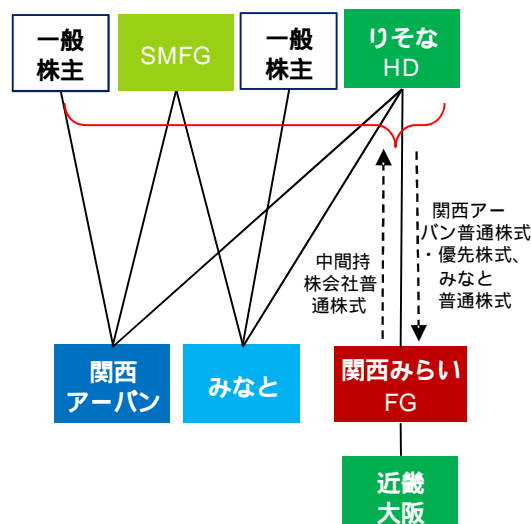 一般
株主
SMFG
一般
株主
りそな
HD
中間持
株会社普
通株式
関西アー
バン普通株式
・優先株式、
みなと
普通株式
関西
アーバン
みなと
関西みらい
FG
近畿
大阪